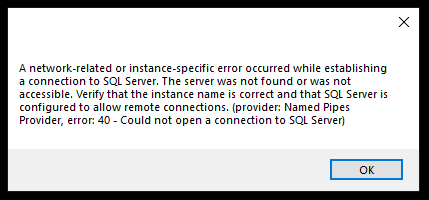 A network-related or instance-specific error occurred while establishing
a connection to SQL Server. The server was not found or was not
accessible. Verify that the instance name is correct and that SQL Server is
configured to allow remote connections. (provider: Named Pipes
Provider, error: 40 - Could not open a connection to SQL Server)
OK